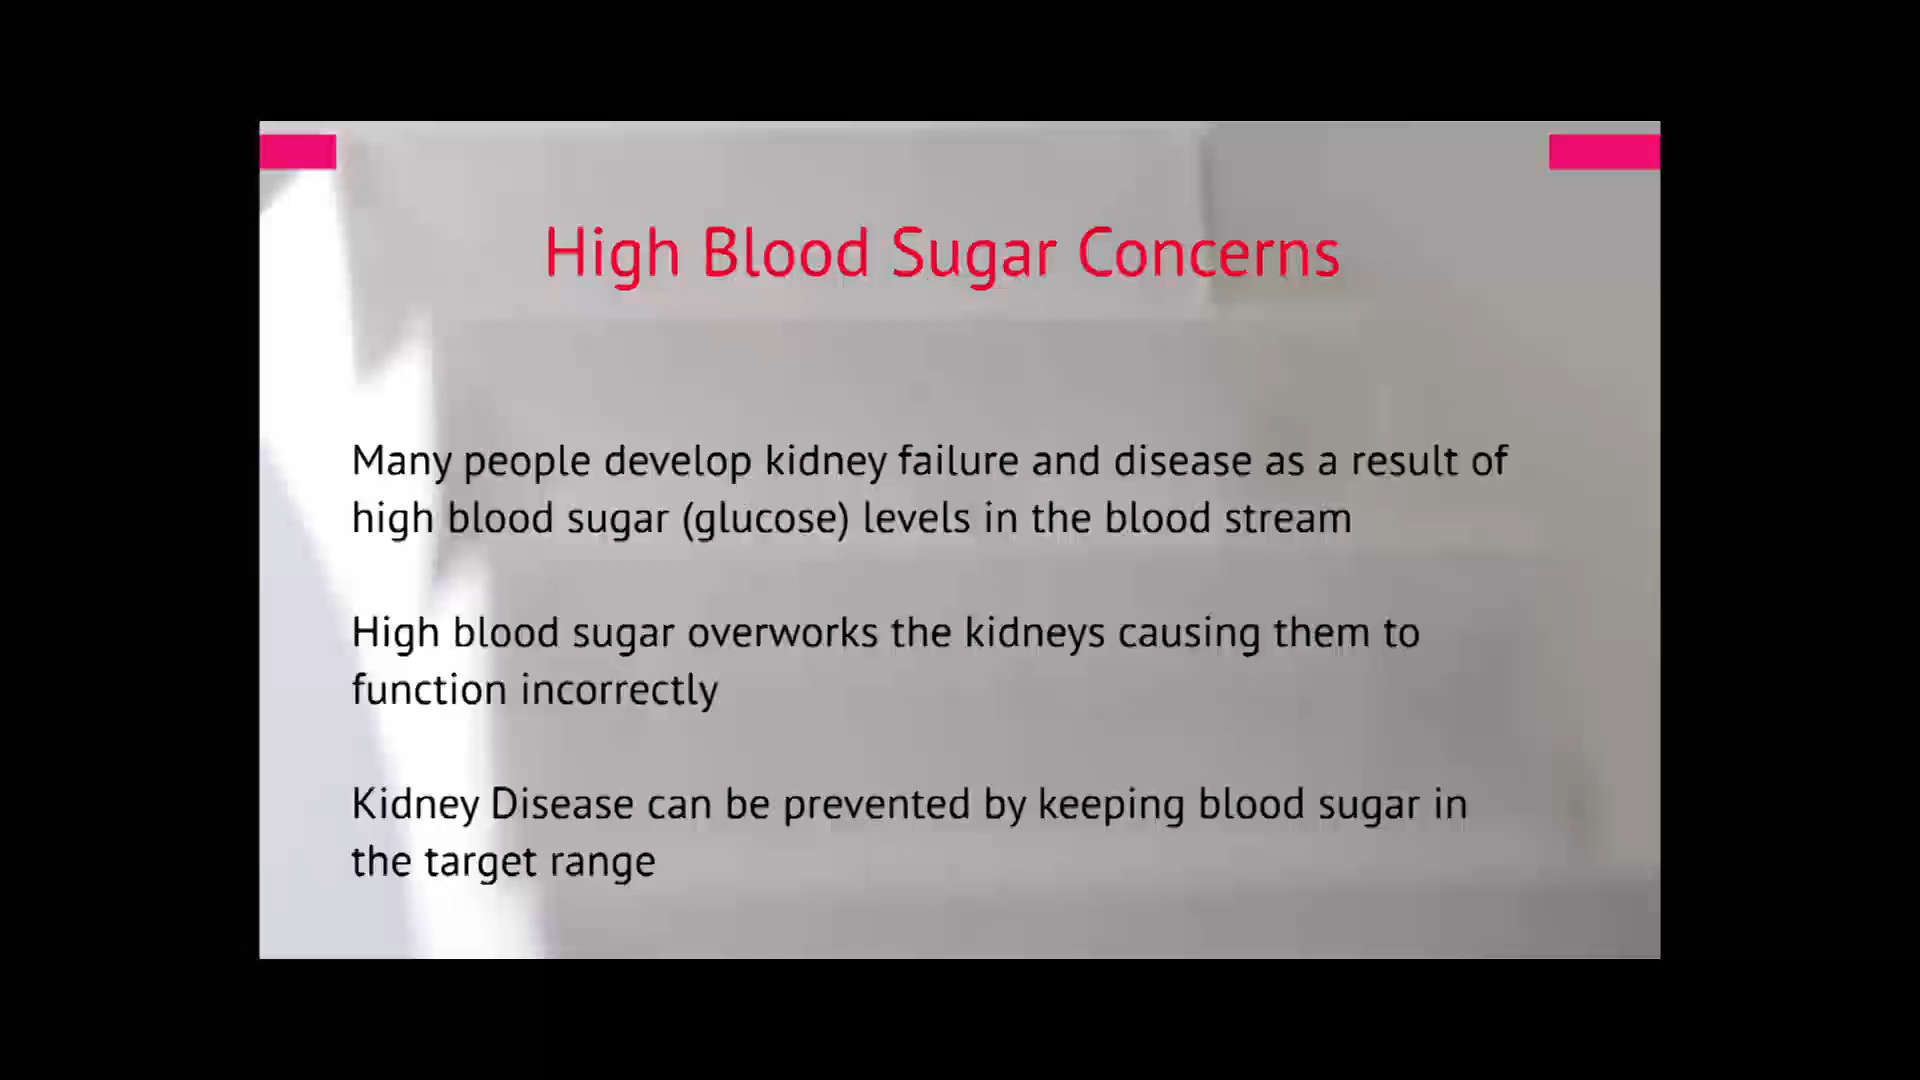 High Blood Sugar Concerns
Many people develop kidney failure and disease as a result of
high blood sugar (glucose) levels in the blood stream
High blood sugar overworks the kidneys causing them to
function incorrectly
Kidney Disease can be prevented by keeping blood sugar in
the target range